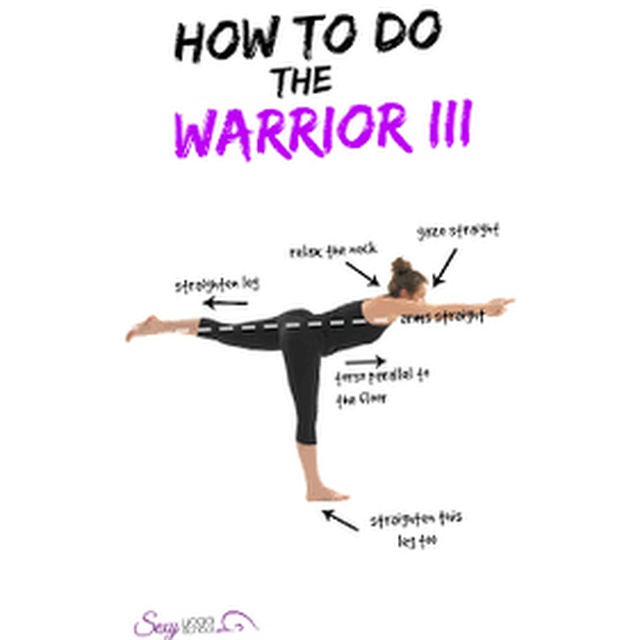 HOW TO DO
THE
WARRIOR III
gaze straight
relax the neck
straighten leg
arms straight
torso parallel to
the floor
straighten this
leg too
Sexy YOGA